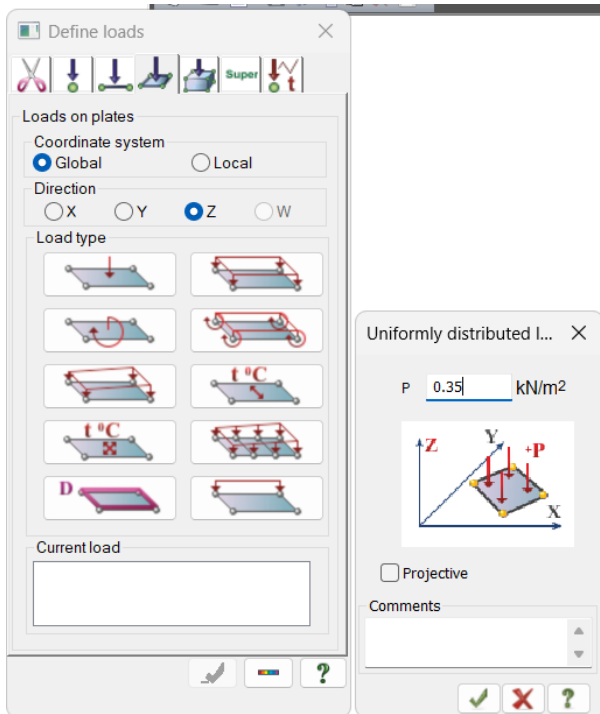 Define loads
Super
t
Loads on plates
Coordinate system
Global Local
Direction
X Y Z W
Load type
t °C
t °C
D
Current load
?
Uniformly distributed l...
P 0.35 kN/m2
Z Y +P
X
Projective
Comments
?